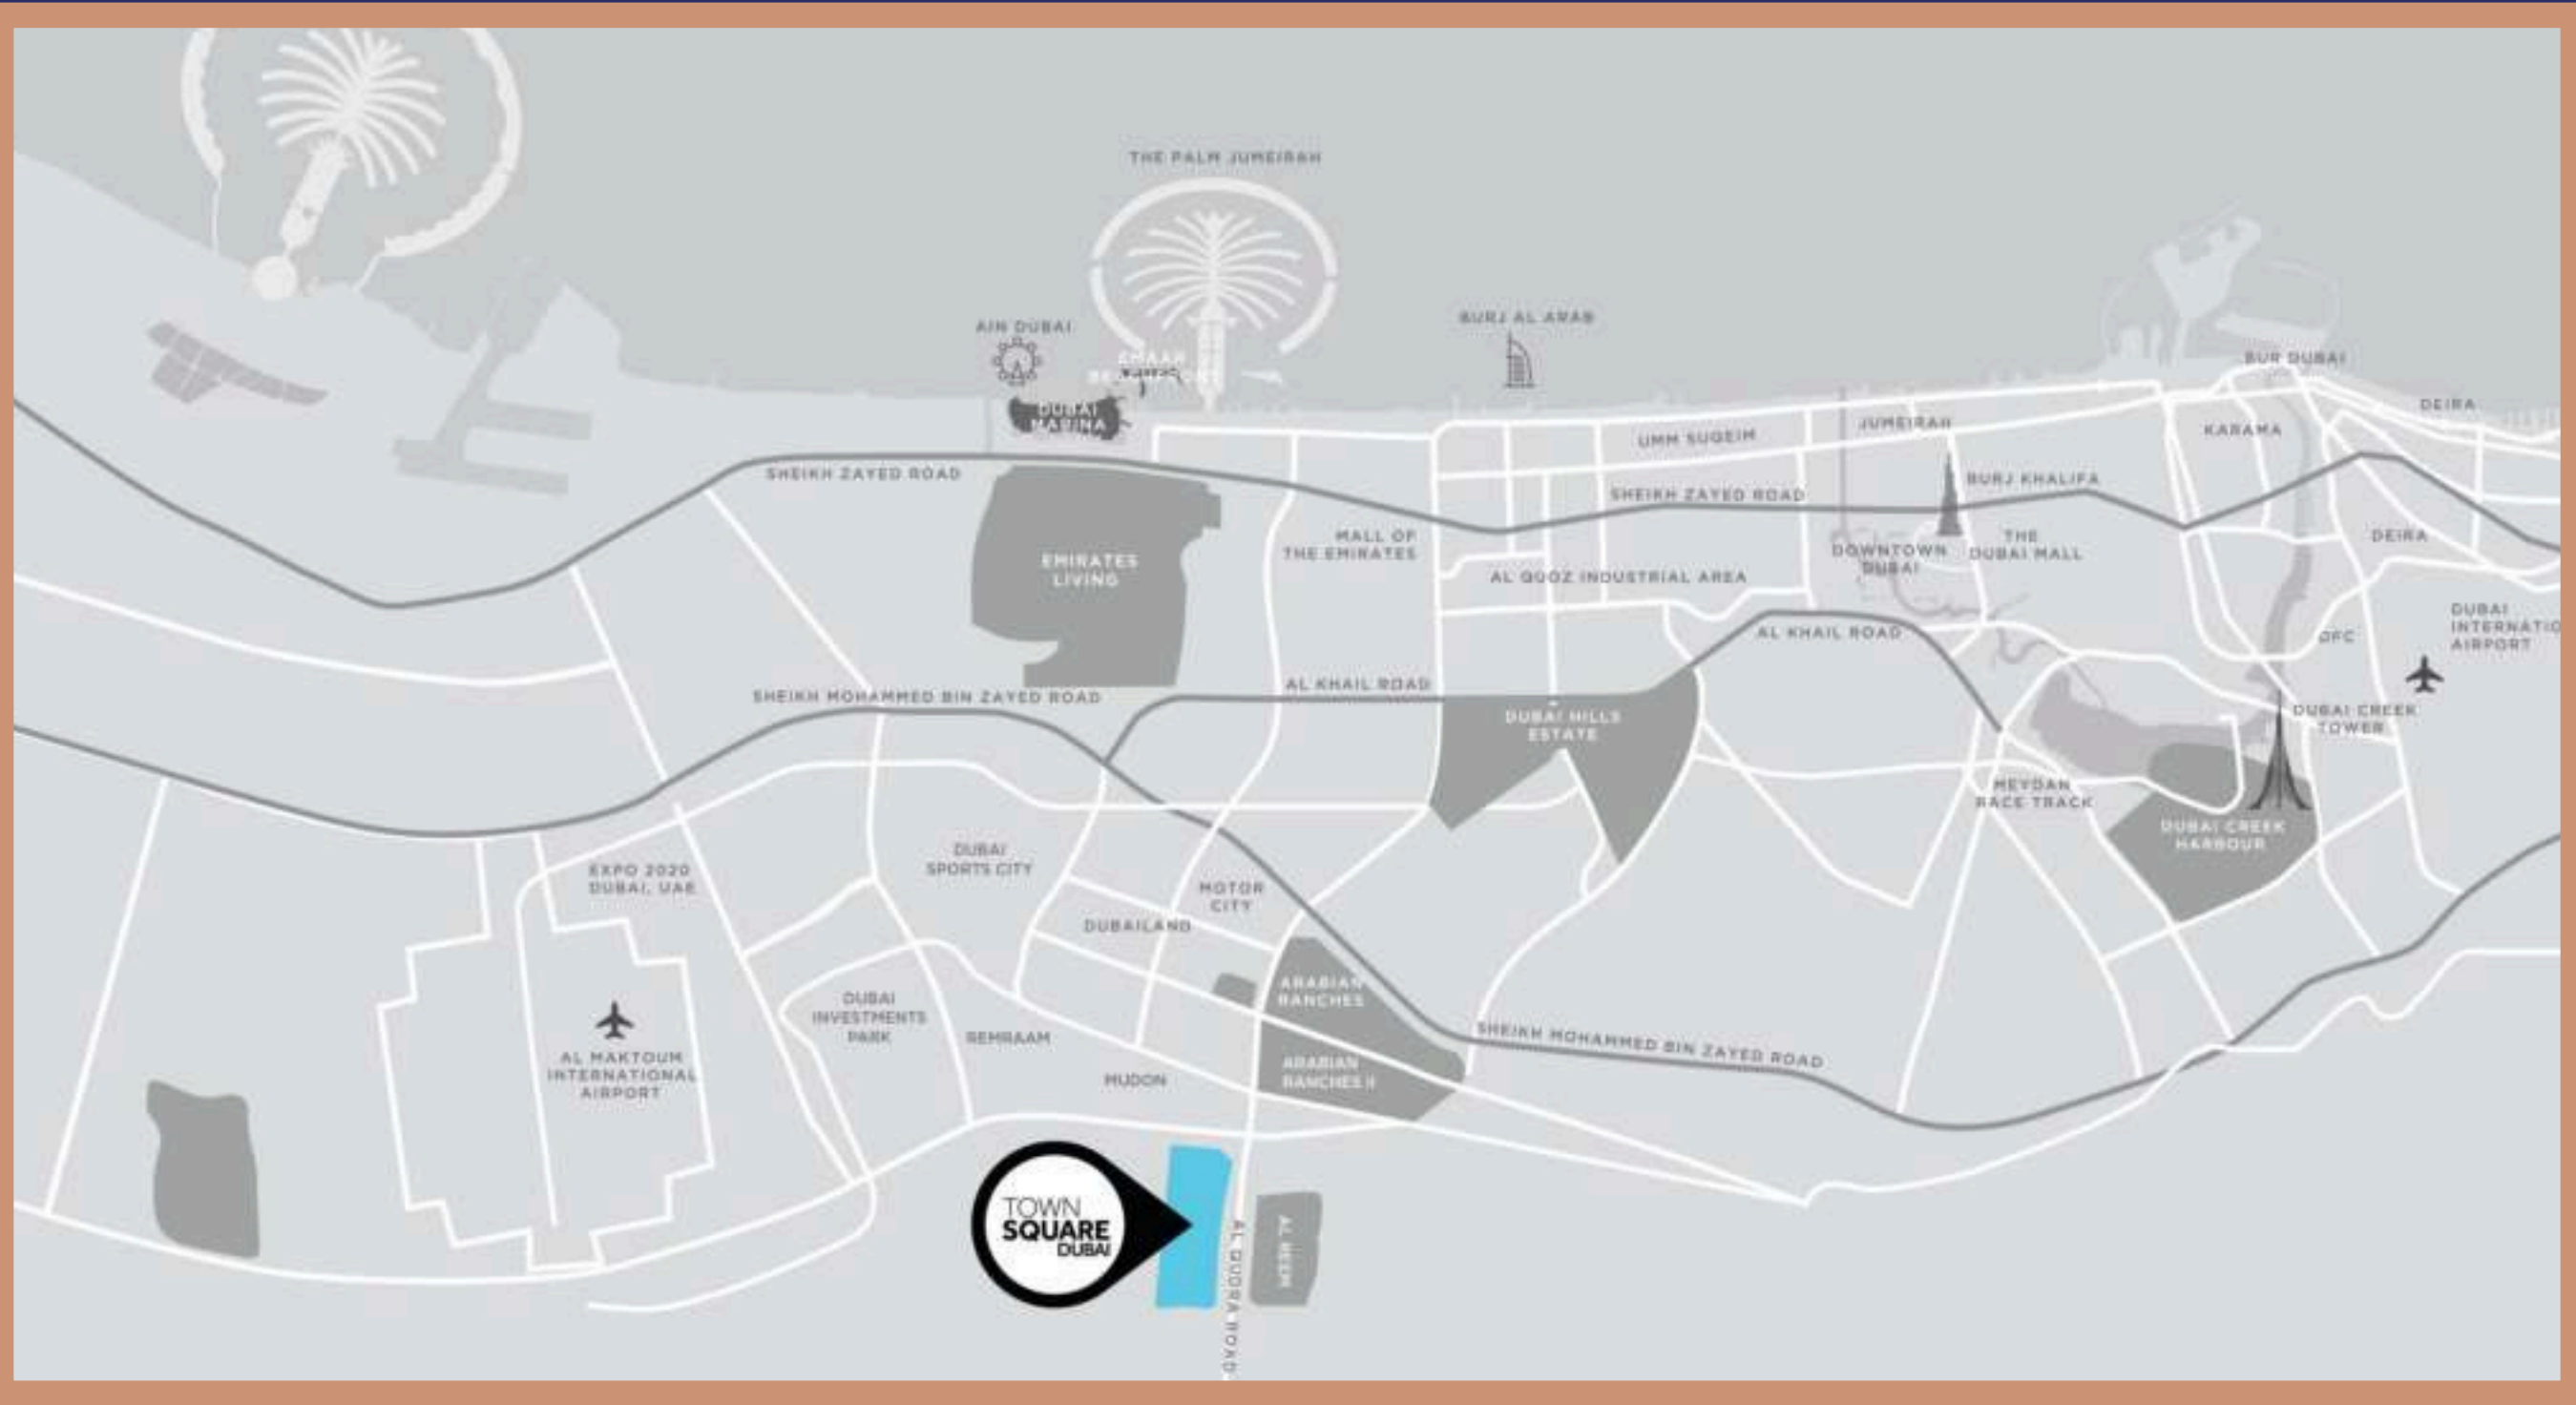 THE PALM JUMEIRAH
BURJ AL ARAB
AIN DUBAI
EMAAR
DUBAI
MARINA
BUR DUBAI
DEIRA
KARAMA
JUMEIRAH
UMM SUQEIM
SHEIKH ZAYED ROAD
SHEIKH ZAYED ROAD
BURJ KHALIFA
MALL OF
THE EMIRATES
THE
DUBAI MALL
DOWNTOWN
DUBAI
DEIRA
EMIRATES
LIVING
AL QUOZ INDUSTRIAL AREA
DUBAI
INTERNATIO
AIRPORT
AL KHAIL ROAD
DFC
AL KHAIL ROAD
SHEIKH MOHAMMED BIN ZAYED ROAD
DUBAI HILLS
ESTATE
DUBAI CREEK
TOWER
MEYDAN
RACE TRACK
DUBAI CREEK
HARBOUR
DUBAI
SPORTS CITY
EXPO 2020
DUBAI, UAE
MOTOR
CITY
DUBAILAND
ARABIAN
RANCHES
DUBAI
INVESTMENTS
PARK
REMRAAM
SHEIKH MOHAMMED BIN ZAYED ROAD
AL MAKTOUM
INTERNATIONAL
AIRPORT
MUDON
ARABIAN
RANCHES II
TOWN
SQUARE
DUBAI
AL QUDRA ROAD
AL REEM